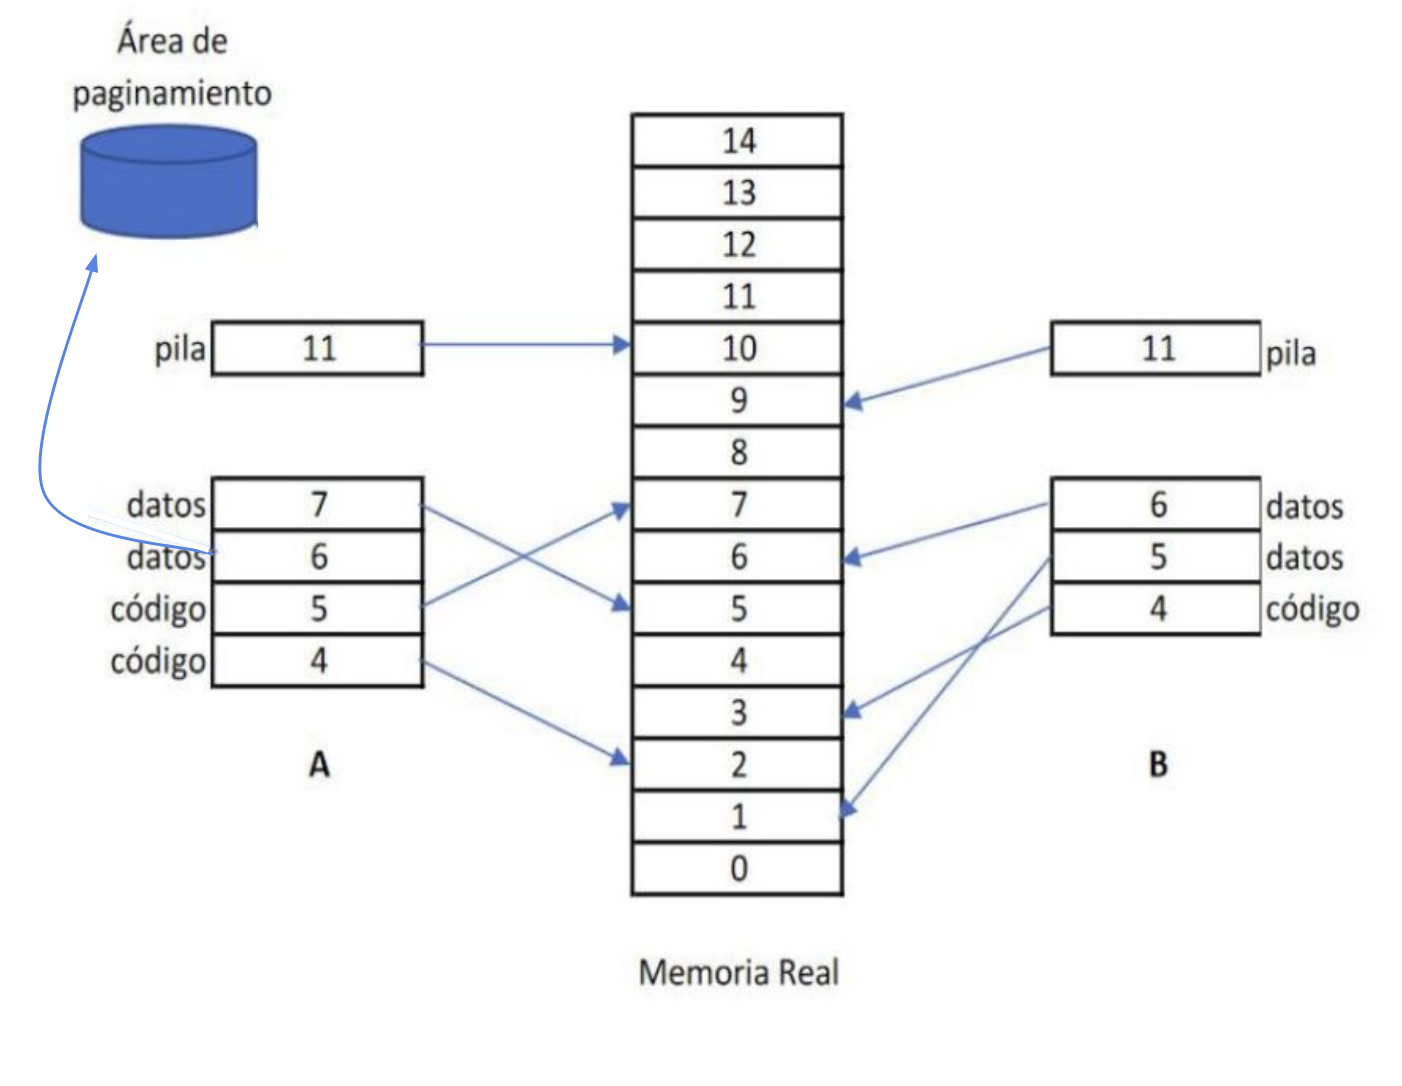 Área de
paginamiento
14
13
12
11
pila 11 10 11 pila
9
8
datos 7 7 6 datos
datos 6 6 5 datos
código 5 5 4 código
código 4 4
3
A 2 B
1
0
Memoria Real